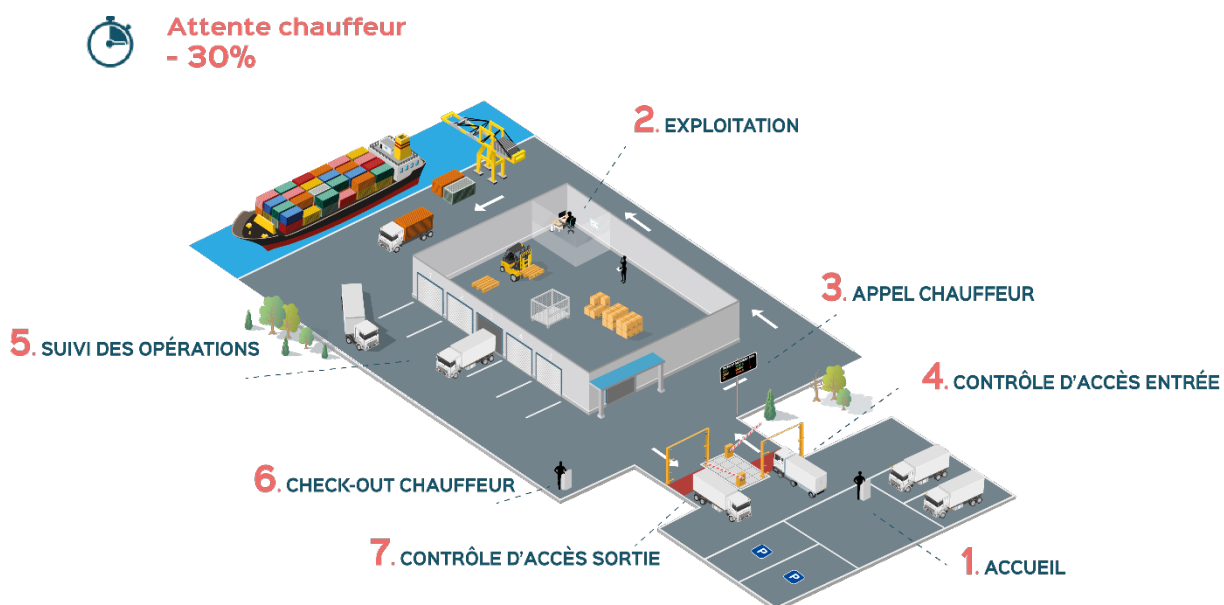 Attente chauffeur
- 30%
2. EXPLOITATION
3. APPEL CHAUFFEUR
5. SUIVI DES OPÉRATIONS
4. CONTRÔLE D'ACCÈS ENTRÉE
6. CHECK-OUT CHAUFFEUR
7. CONTRÔLE D'ACCÈS SORTIE
1. ACCUEIL
P
P